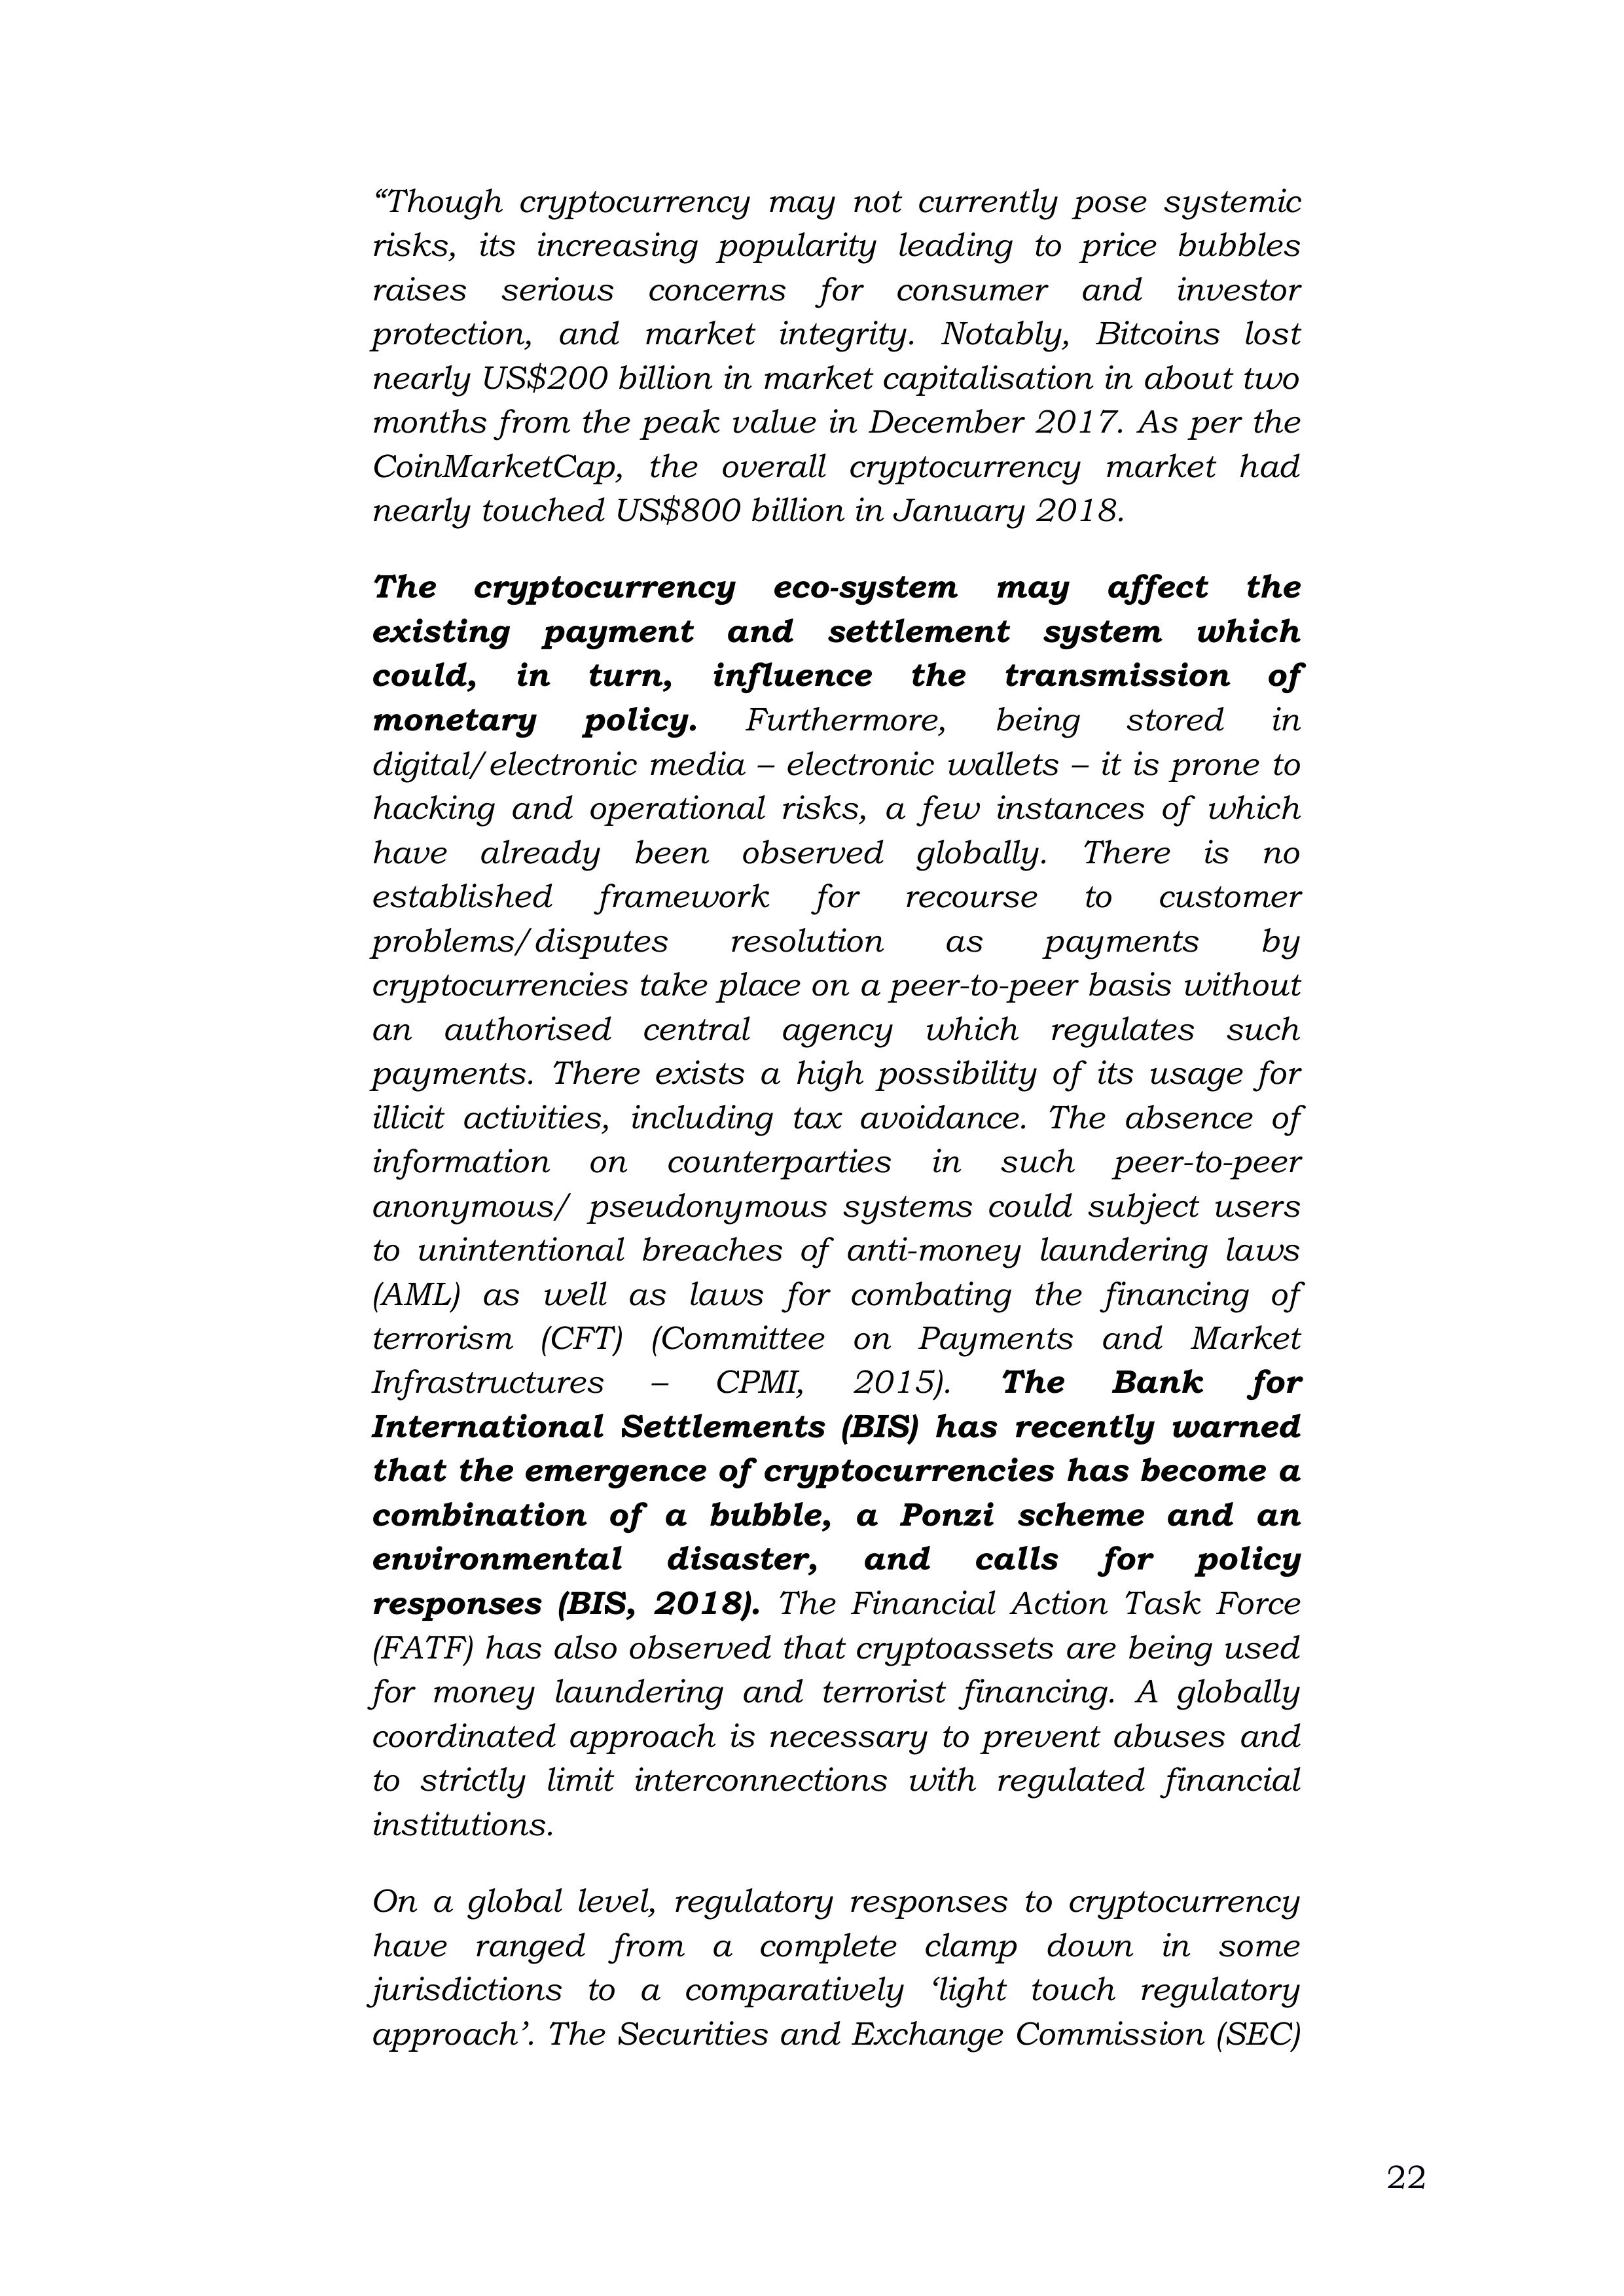 “Though cryptocurrency may not currently pose systemic
risks, its increasing popularity leading to price bubbles
raises serious concerns for consumer and investor
protection, and market integrity. Notably, Bitcoins lost
nearly US$200 billion in market capitalisation in about two
months from the peak value in December 2017. As per the
CoinMarketCap, the overall cryptocurrency market had
nearly touched US$800 billion in January 2018.
The cryptocurrency eco-system may affect the
existing payment and settlement system which
could, in turn, influence the transmission of
monetary policy. Furthermore, being stored in
digital/electronic media – electronic wallets – it is prone to
hacking and operational risks, a few instances of which
have already been observed globally. There is no
established framework for recourse to customer
problems/disputes resolution as payments by
cryptocurrencies take place on a peer-to-peer basis without
an authorised central agency which regulates such
payments. There exists a high possibility of its usage for
illicit activities, including tax avoidance. The absence of
information on counterparties in such peer-to-peer
anonymous/ pseudonymous systems could subject users
to unintentional breaches of anti-money laundering laws
(AML) as well as laws for combating the financing of
terrorism (CFT) (Committee on Payments and Market
Infrastructures – CPMI, 2015). The Bank for
International Settlements (BIS) has recently warned
that the emergence of cryptocurrencies has become a
combination of a bubble, a Ponzi scheme and an
environmental disaster, and calls for policy
responses (BIS, 2018). The Financial Action Task Force
(FATF) has also observed that cryptoassets are being used
for money laundering and terrorist financing. A globally
coordinated approach is necessary to prevent abuses and
to strictly limit interconnections with regulated financial
institutions.
On a global level, regulatory responses to cryptocurrency
have ranged from a complete clamp down in some
jurisdictions to a comparatively ‘light touch regulatory
approach’. The Securities and Exchange Commission (SEC)
22